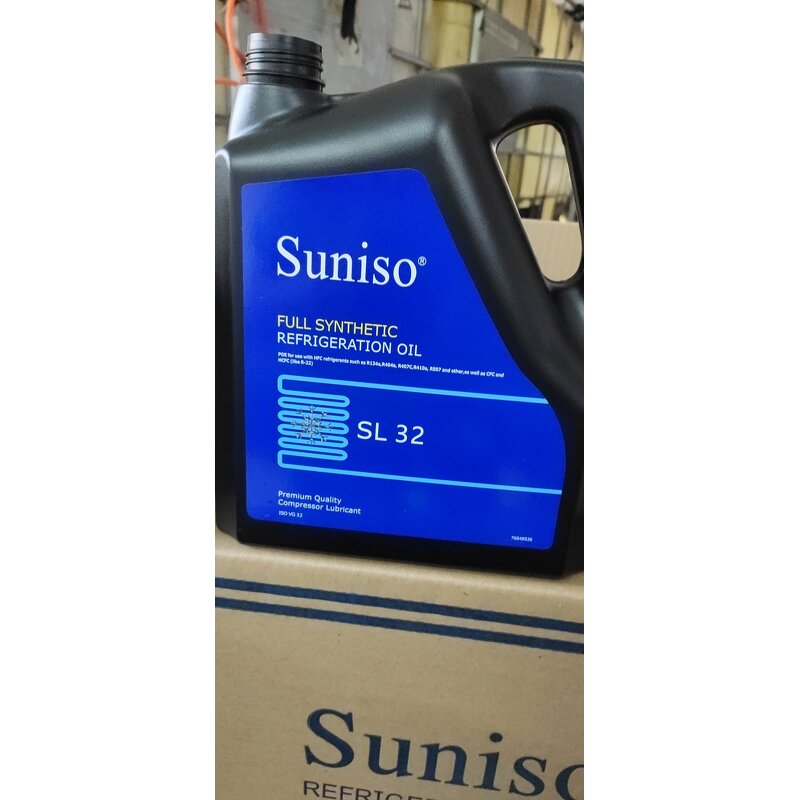 Suniso®
FULL SYNTHETIC
REFRIGERATION OIL
POE for use with HFC refrigerants such as R134a,R404a, R407C,R410a, R507 and other,as well as CFC and
HCFC (like R-22)
SL 32
Premium Quality
Compressor Lubricant
ISO VG 32
76548536
Suniso
REFRIGE